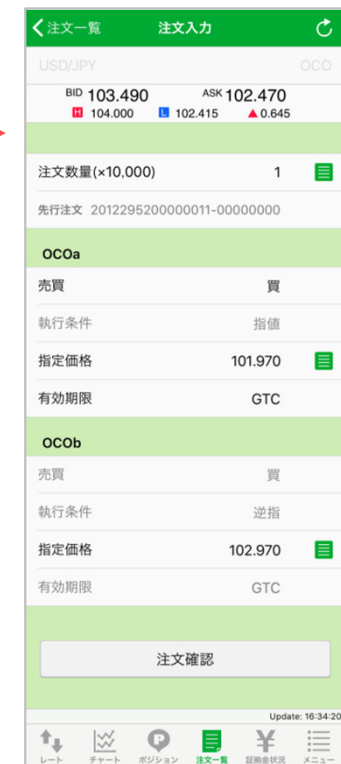 注文一覧 注文入力
USD/JPY OCO
BID 103.490 ASK 102.470
H 104.000 L 102.415 ▲0.645
注文数量(×10,000) 1
先行注文 2012295200000011-00000000
OCOa
売買 買
執行条件 指値
指定価格 101.970
有効期限 GTC
OCOb
売買 買
執行条件 逆指
指定価格 102.970
有効期限 GTC
注文確認
Update: 16:34:20
レート チャート ポジション 注文一覧 証拠金状況 メニュー